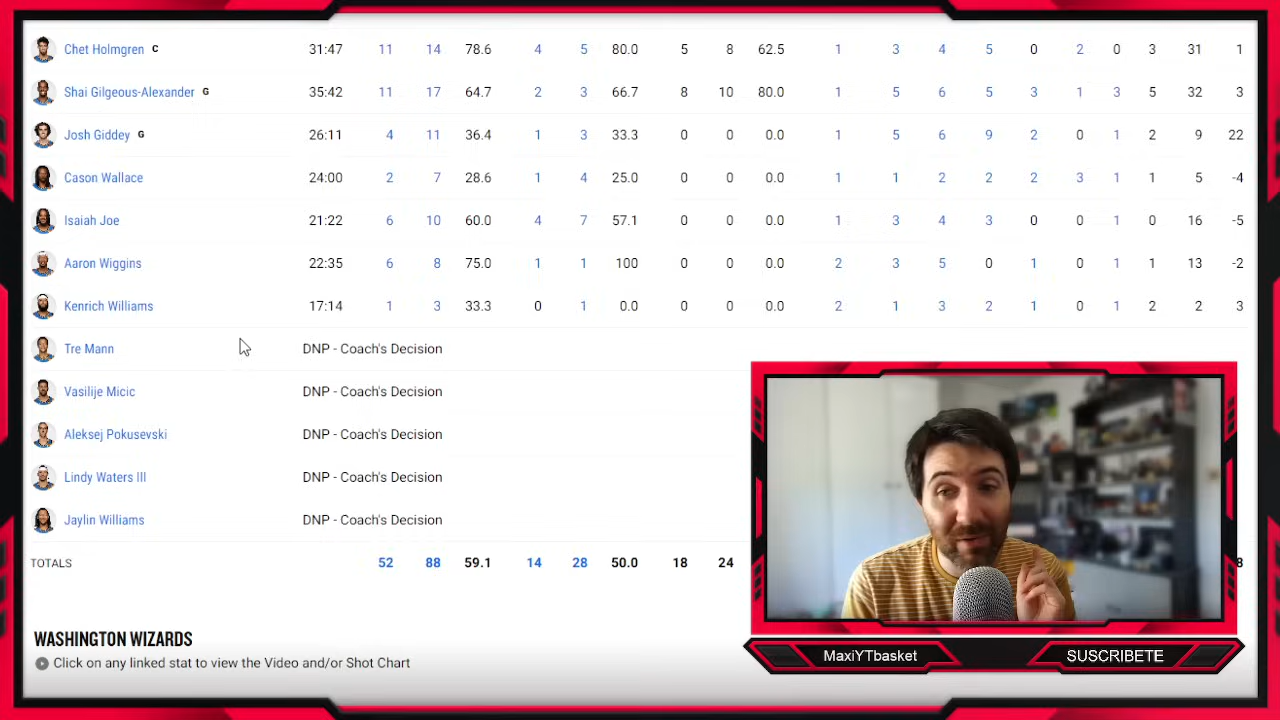 Chet Holmgren C 31:47 11 14 78.6 4 5 80.0 5 8 62.5 1 3 4 5 0 2 0 3 31 1
Shai Gilgeous-Alexander G 35:42 11 17 64.7 2 3 66.7 8 10 80.0 1 5 6 5 3 1 3 5 32 3
Josh Giddey G 26:11 4 11 36.4 1 3 33.3 0 0 0.0 1 5 6 9 2 0 1 2 9 22
Cason Wallace 24:00 2 7 28.6 1 4 25.0 0 0 0.0 1 1 2 2 2 3 1 1 5 -4
Isaiah Joe 21:22 6 10 60.0 4 7 57.1 0 0 0.0 1 3 4 3 0 0 1 0 16 -5
Aaron Wiggins 22:35 6 8 75.0 1 1 100 0 0 0.0 2 3 5 0 1 0 1 1 13 -2
Kenrich Williams 17:14 1 3 33.3 0 1 0.0 0 0 0.0 2 1 3 2 1 0 1 2 2 3
Tre Mann DNP - Coach's Decision
Vasilije Micic DNP - Coach's Decision
Aleksej Pokusevski DNP - Coach's Decision
Lindy Waters III DNP - Coach's Decision
Jaylin Williams DNP - Coach's Decision
TOTALS 52 88 59.1 14 28 50.0 18 24 8
WASHINGTON WIZARDS
Click on any linked stat to view the Video and/or Shot Chart
MaxiYTbasket
SUSCRIBETE